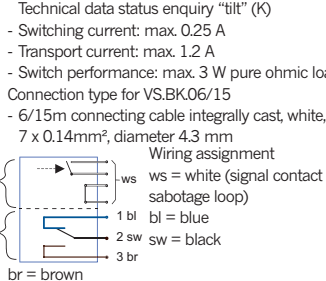 Technical data status enquiry “tilt” (K)
- Switching current: max. 0.25 A
- Transport current: max. 1.2 A
- Switch performance: max. 3 W pure ohmic
Connection type for VS.BK.06/15
- 6/15m connecting cable integrally cast, white,
7 x 0.14mm², diameter 4.3 mm
Wiring assignment
ws
ws = white (signal contact
sabotage loop)
1 bl
bl = blue
2 sw
sw = black
3 br
br = brown